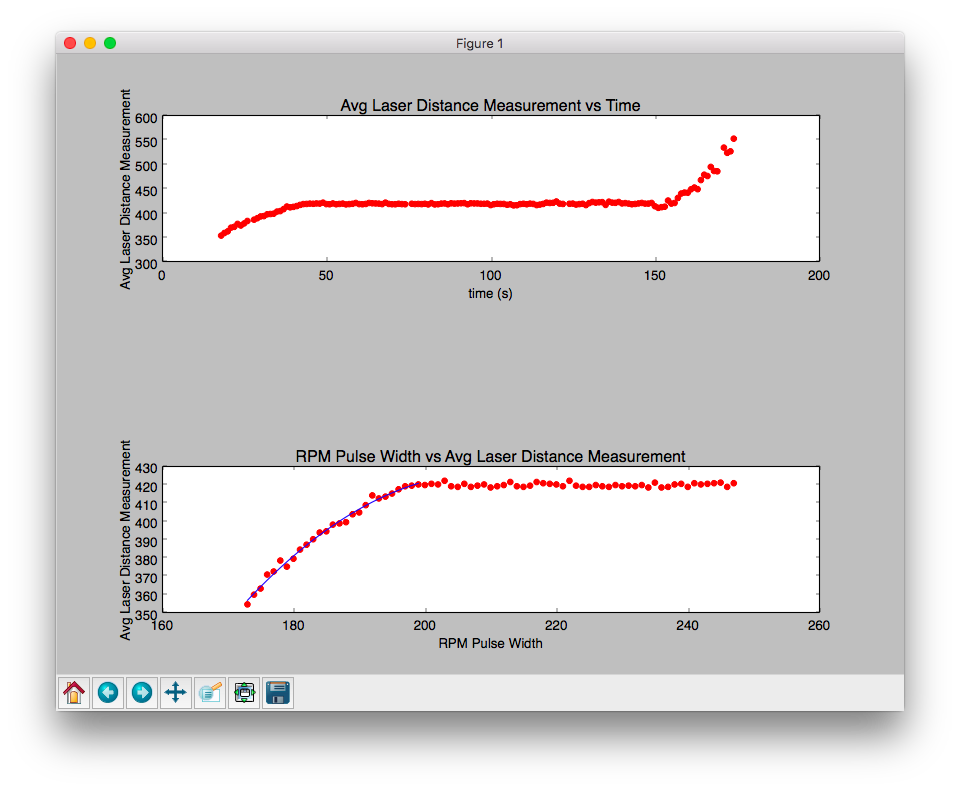 Figure 1
Avg Laser Distance Measurement vs Time
Avg Laser Distance Measurement
600
550
500
450
400
350
300
0 50 100 150 200
time (s)
RPM Pulse Width vs Avg Laser Distance Measurement
Avg Laser Distance Measurement
430
420
410
400
390
380
370
360
350
160 180 200 220 240 260
RPM Pulse Width